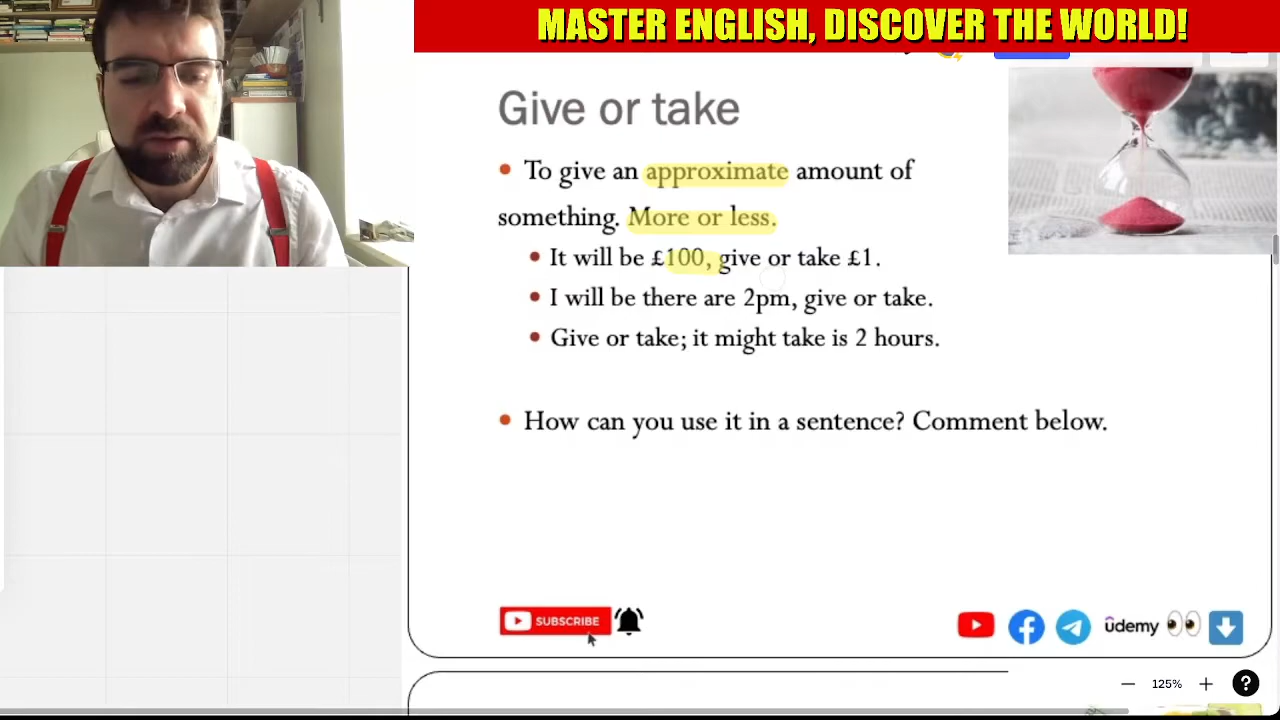 MASTER ENGLISH, DISCOVER THE WORLD!
Give or take
To give an approximate amount of
something. More or less.
It will be £100, give or take £1.
I will be there are 2pm, give or take.
Give or take; it might take is 2 hours.
How can you use it in a sentence? Comment below.
SUBSCRIBE
ûdemy
125%